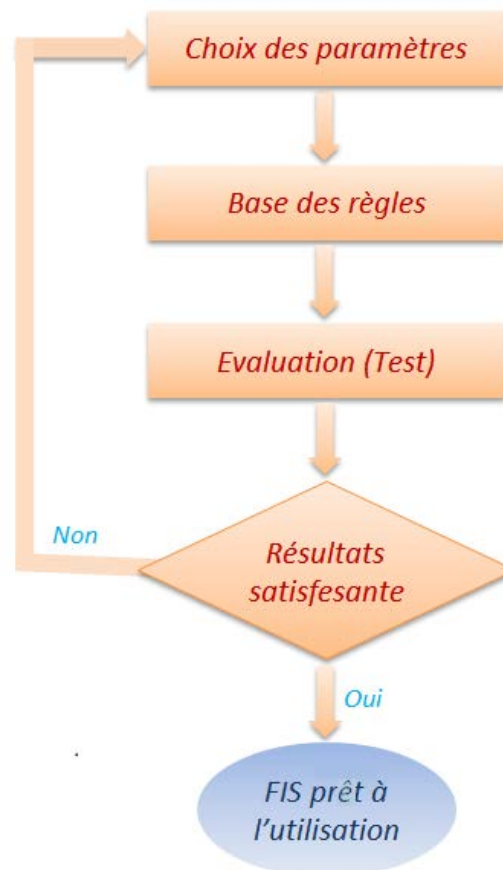 Choix des paramètres
Base des règles
Evaluation (Test)
Résultats
satisfesante
Non
Oui
FIS prêt à
l'utilisation